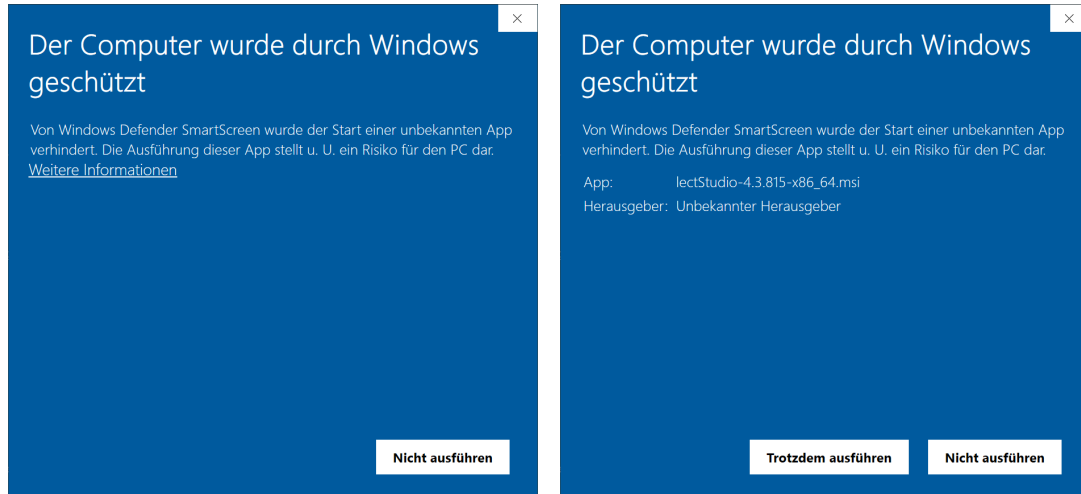 Der Computer wurde durch Windows
geschützt
Von Windows Defender SmartScreen wurde der Start einer unbekannten App
verhindert. Die Ausführung dieser App stellt u. U. ein Risiko für den PC dar.
Weitere Informationen
Nicht ausführen
Der Computer wurde durch Windows
geschützt
Von Windows Defender SmartScreen wurde der Start einer unbekannten App
verhindert. Die Ausführung dieser App stellt u. U. ein Risiko für den PC dar.
App: lectStudio-4.3.815-x86_64.msi
Herausgeber: Unbekannter Herausgeber
Trotzdem ausführen Nicht ausführen